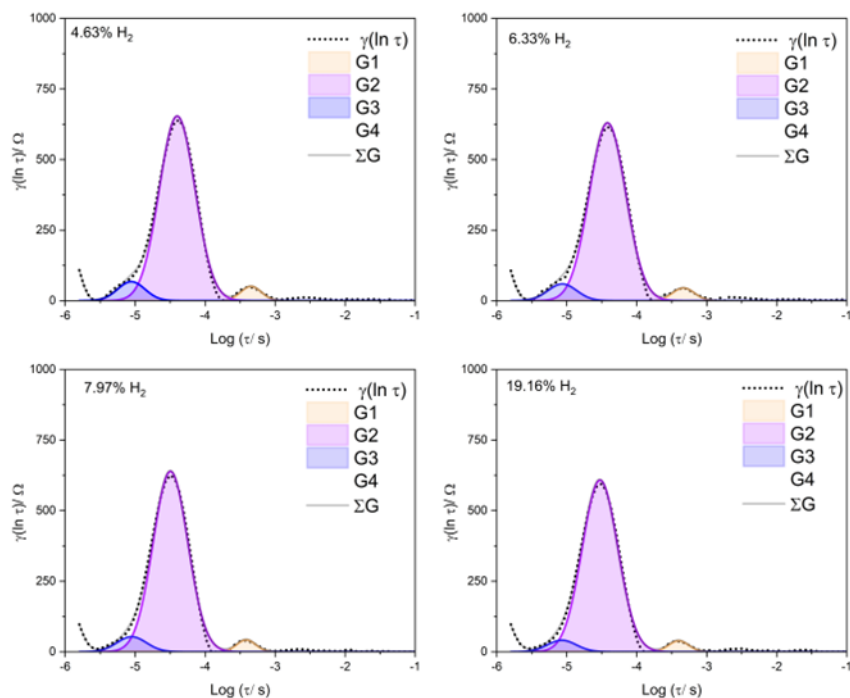 4.63% H₂
γ(ln τ)
G1
G2
G3
G4
ΣG
1000
750
500
250
0
γ(ln τ)/ Ω
-6 -5 -4 -3 -2 -1
Log (τ/ s)
6.33% H₂
γ(ln τ)
G1
G2
G3
G4
ΣG
1000
750
500
250
0
γ(ln τ)/ Ω
-6 -5 -4 -3 -2 -1
Log (τ/ s)
7.97% H₂
γ(ln τ)
G1
G2
G3
G4
ΣG
1000
750
500
250
0
γ(ln τ)/ Ω
-6 -5 -4 -3 -2 -1
Log (τ/ s)
19.16% H₂
γ(ln τ)
G1
G2
G3
G4
ΣG
1000
750
500
250
0
γ(ln τ)/ Ω
-6 -5 -4 -3 -2 -1
Log (τ/ s)